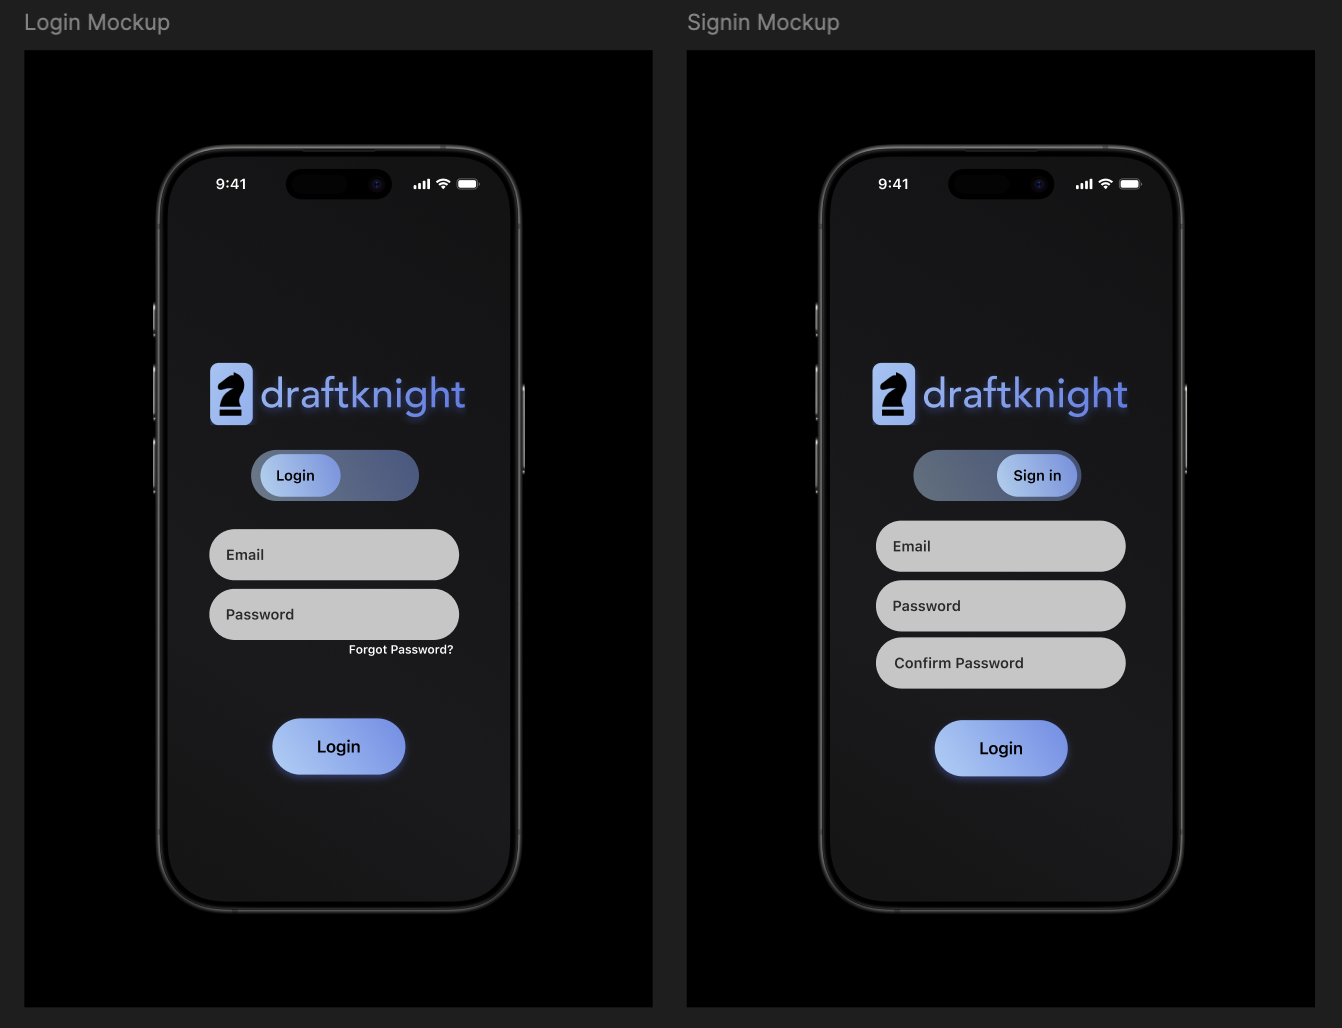 Login Mockup
Signin Mockup
9:41
draftknight
Login
Email
Password
Forgot Password?
Login
9:41
draftknight
Sign in
Email
Password
Confirm Password
Login